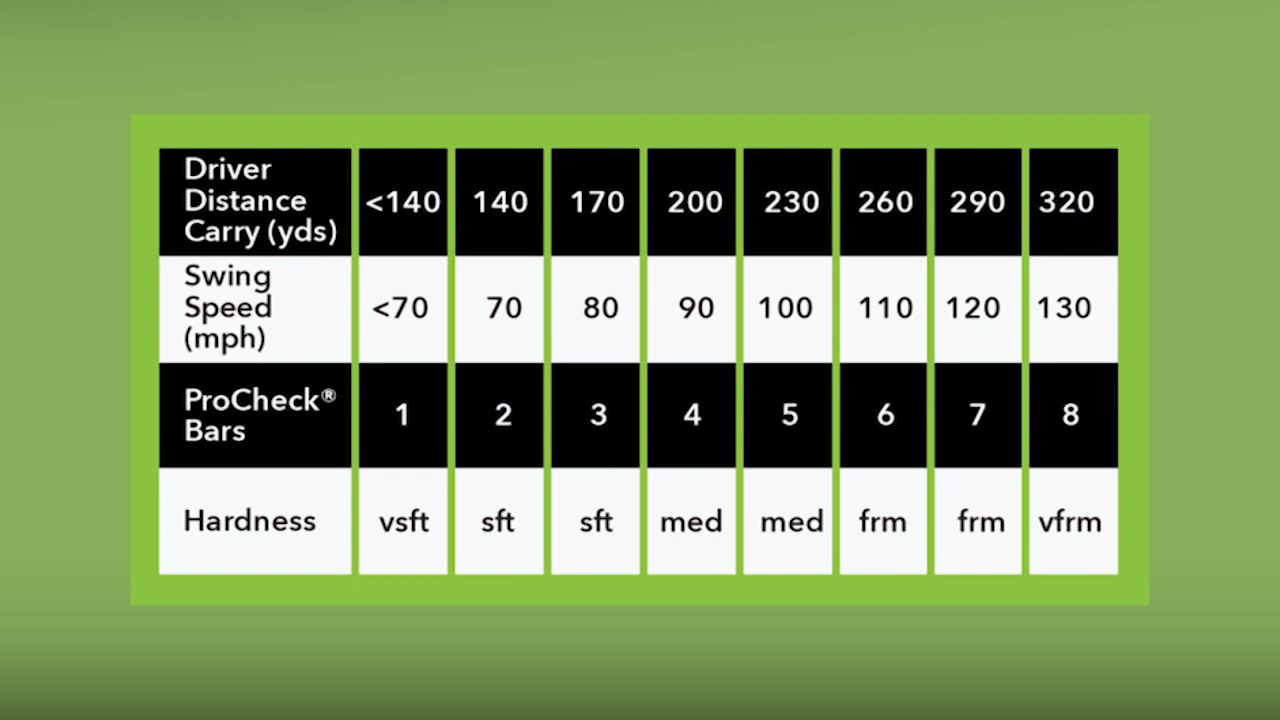 Driver
Distance
Carry (yds) <140 140 170 200 230 260 290 320
Swing
Speed
(mph) <70 70 80 90 100 110 120 130
ProCheck®
Bars 1 2 3 4 5 6 7 8
Hardness vsft sft sft med med frm frm vfrm